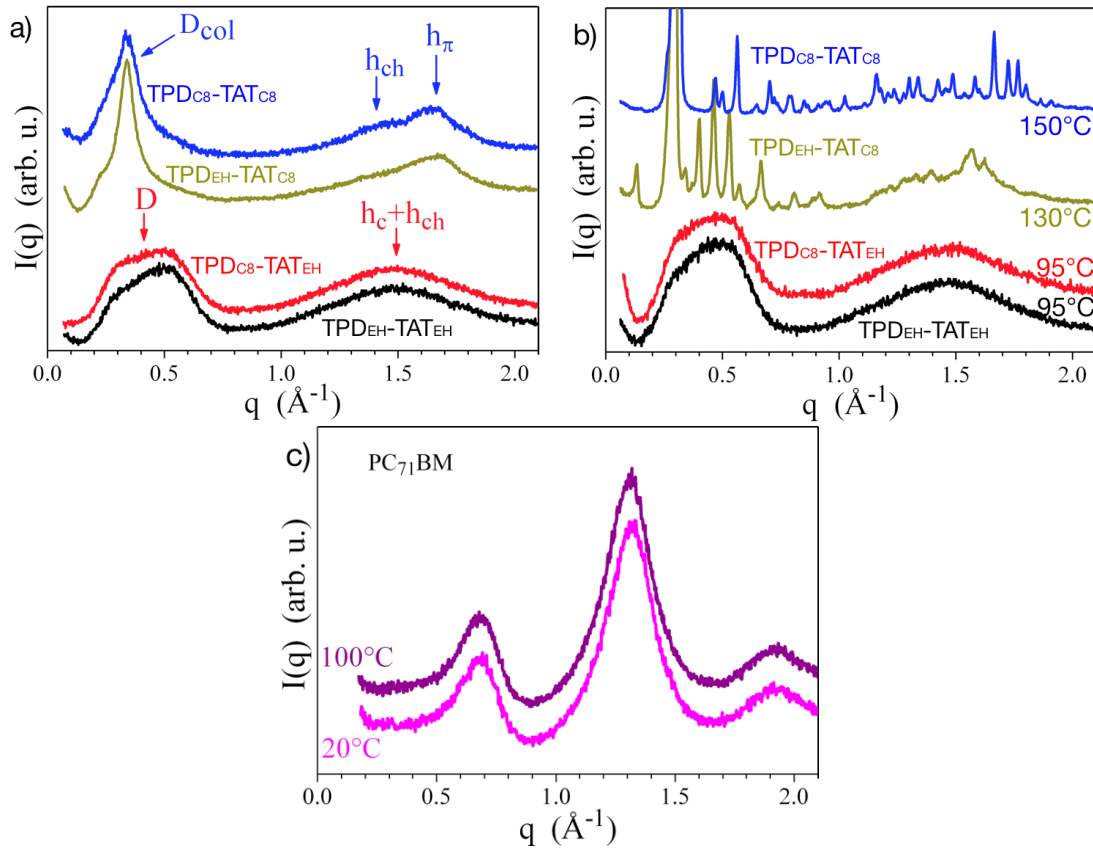 a)
D_col
h_ch
h_π
TPD_C8-TAT_C8
TPD_EH-TAT_C8
D
h_c+h_ch
TPD_C8-TAT_EH
TPD_EH-TAT_EH
I(q) (arb. u.)
0.0 0.5 1.0 1.5 2.0
q (Å⁻¹)
b)
TPD_C8-TAT_C8
150°C
TPD_EH-TAT_C8
130°C
TPD_C8-TAT_EH
95°C
95°C
TPD_EH-TAT_EH
I(q) (arb. u.)
0.0 0.5 1.0 1.5 2.0
q (Å⁻¹)
c)
PC₇₁BM
100°C
20°C
I(q) (arb. u.)
0.0 0.5 1.0 1.5 2.0
q (Å⁻¹)